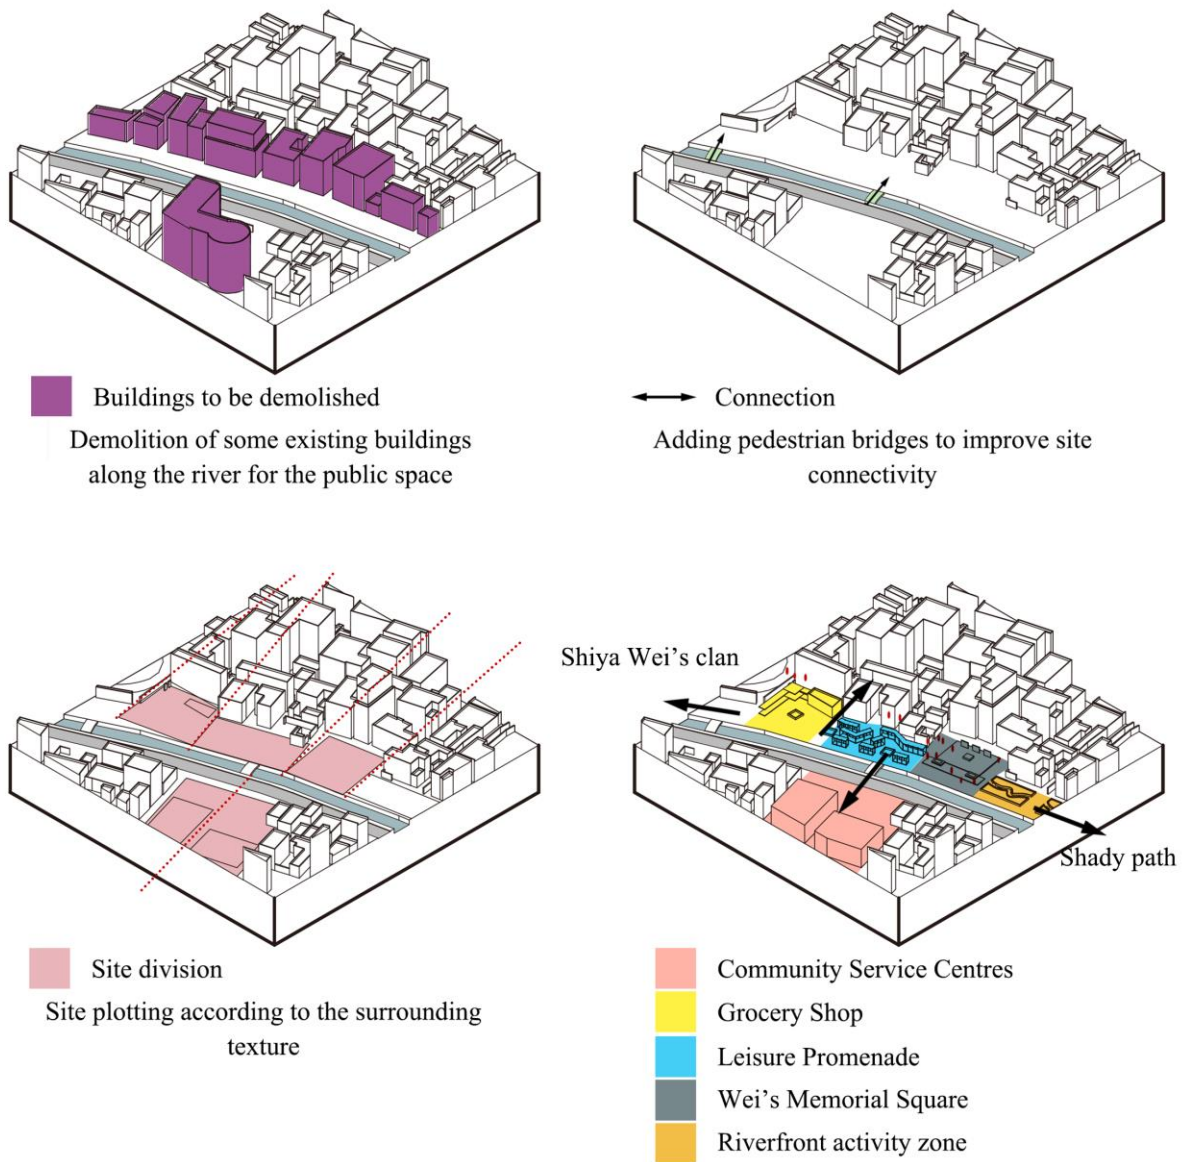 Buildings to be demolished
Demolition of some existing buildings
along the river for the public space
Connection
Adding pedestrian bridges to improve site
connectivity
Site division
Site plotting according to the surrounding
texture
Shiya Wei’s clan
Shady path
Community Service Centres
Grocery Shop
Leisure Promenade
Wei’s Memorial Square
Riverfront activity zone